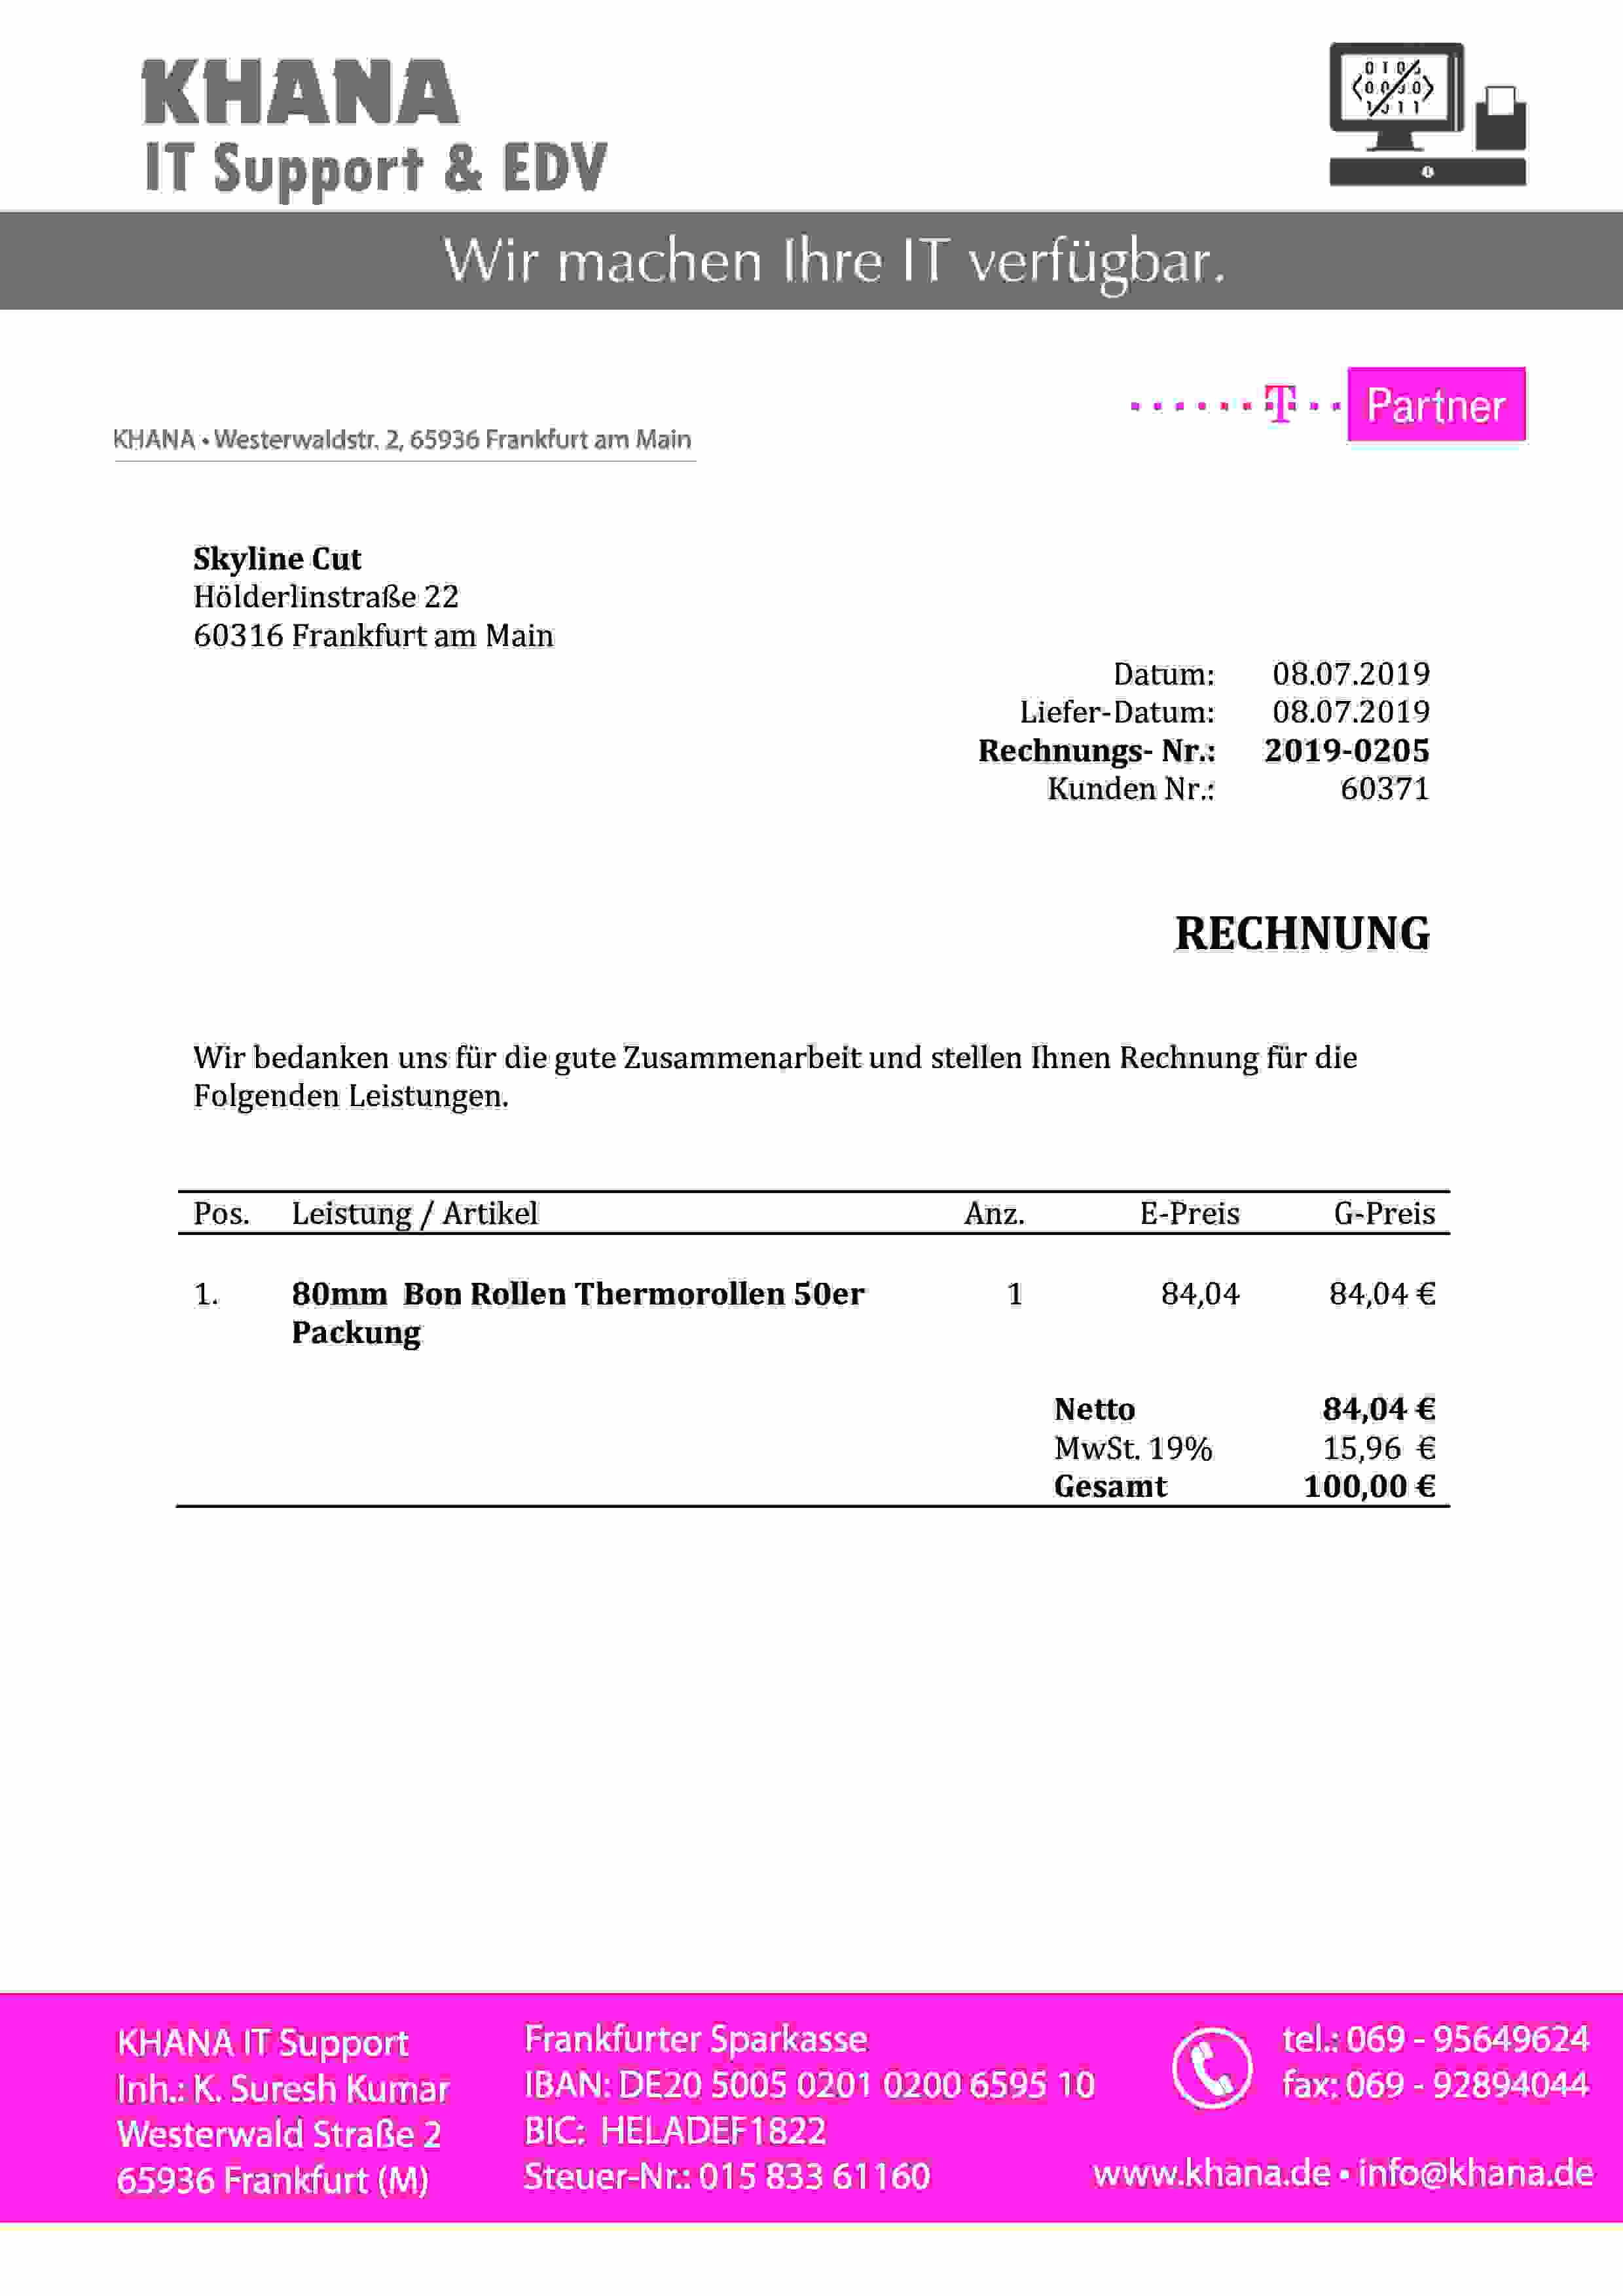 KHANA
IT Support & EDV
Wir machen Ihre IT verfügbar.
T Partner
KHANA • Westerwaldstr. 2, 65936 Frankfurt am Main
Skyline Cut
Hölderlinstraße 22
60316 Frankfurt am Main
Datum: 08.07.2019
Liefer-Datum: 08.07.2019
Rechnungs- Nr.: 2019-0205
Kunden Nr.: 60371
RECHNUNG
Wir bedanken uns für die gute Zusammenarbeit und stellen Ihnen Rechnung für die
Folgenden Leistungen.
Pos. Leistung / Artikel Anz. E-Preis G-Preis
1. 80mm Bon Rollen Thermorollen 50er 1 84,04 84,04 €
Packung
Netto 84,04 €
MwSt. 19% 15,96 €
Gesamt 100,00 €
KHANA IT Support
Inh.: K. Suresh Kumar
Westerwald Straße 2
65936 Frankfurt (M)
Frankfurter Sparkasse
IBAN: DE20 5005 0201 0200 6595 10
BIC: HELADEF1822
Steuer-Nr.: 015 833 61160
tel.: 069 - 95649624
fax: 069 - 92894044
www.khana.de • info@khana.de